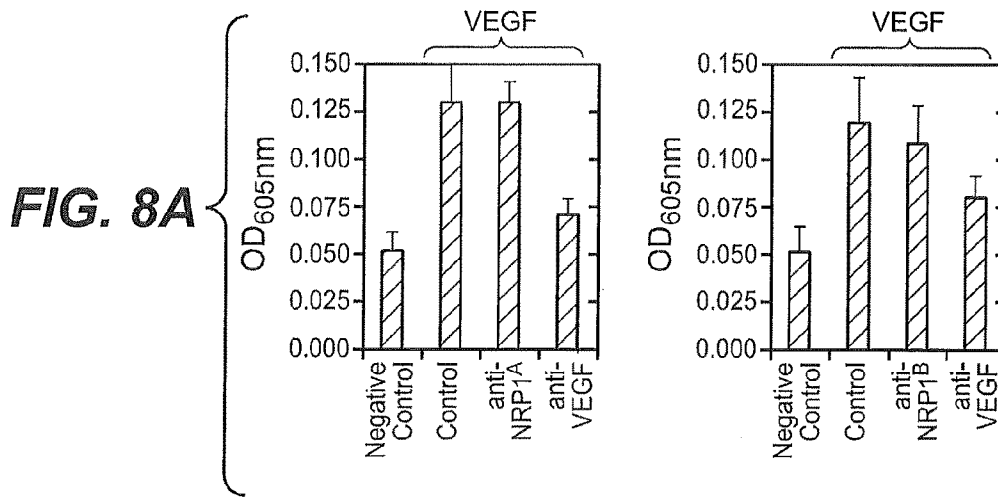 FIG. 8A
VEGF
OD605nm
0.150
0.125
0.100
0.075
0.050
0.025
0.000
Negative
Control
Control
anti-
NRP1A
anti-
VEGF
VEGF
OD605nm
0.150
0.125
0.100
0.075
0.050
0.025
0.000
Negative
Control
Control
anti-
NRP1B
anti-
VEGF